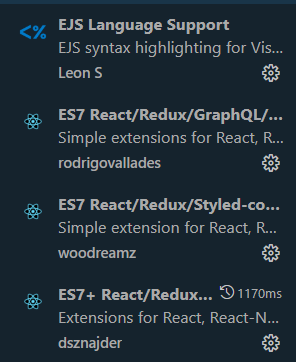 EJS Language Support
EJS syntax highlighting for Vis...
Leon S
ES7 React/Redux/GraphQL/...
Simple extensions for React, R...
rodrigovallades
ES7 React/Redux/Styled-co...
Simple extension for React, R...
woodreamz
ES7+ React/Redux... 1170ms
Extensions for React, React-N...
dsznajder